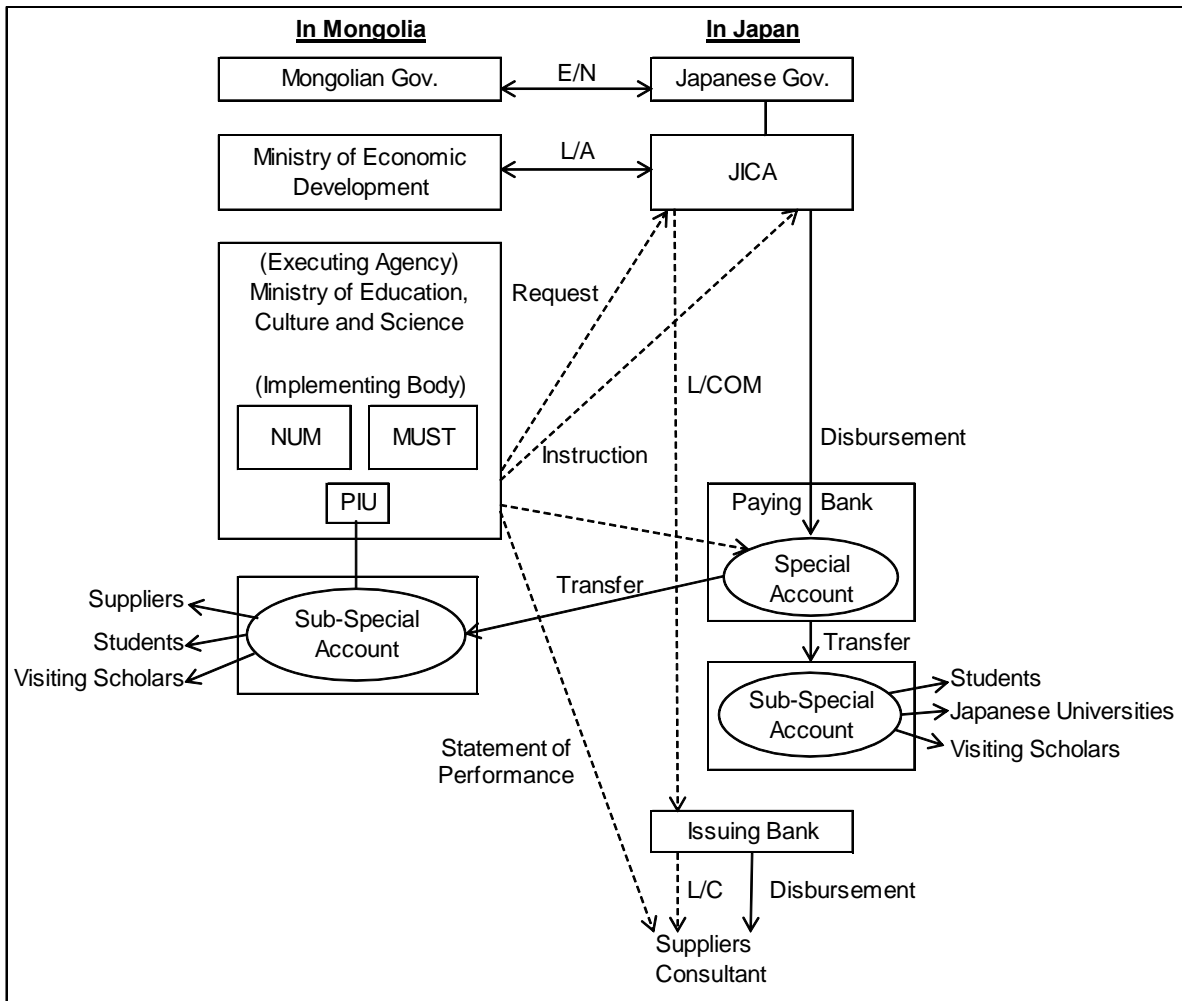 In Mongolia
In Japan
Mongolian Gov.
E/N
Japanese Gov.
Ministry of Economic
Development
L/A
JICA
(Executing Agency)
Ministry of Education,
Culture and Science
Request
(Implementing Body)
NUM
MUST
L/COM
Instruction
Disbursement
PIU
Paying Bank
Special
Account
Transfer
Suppliers
Students
Visiting Scholars
Sub-Special
Account
Transfer
Sub-Special
Account
Students
Japanese Universities
Visiting Scholars
Statement of
Performance
Issuing Bank
L/C
Disbursement
Suppliers
Consultant